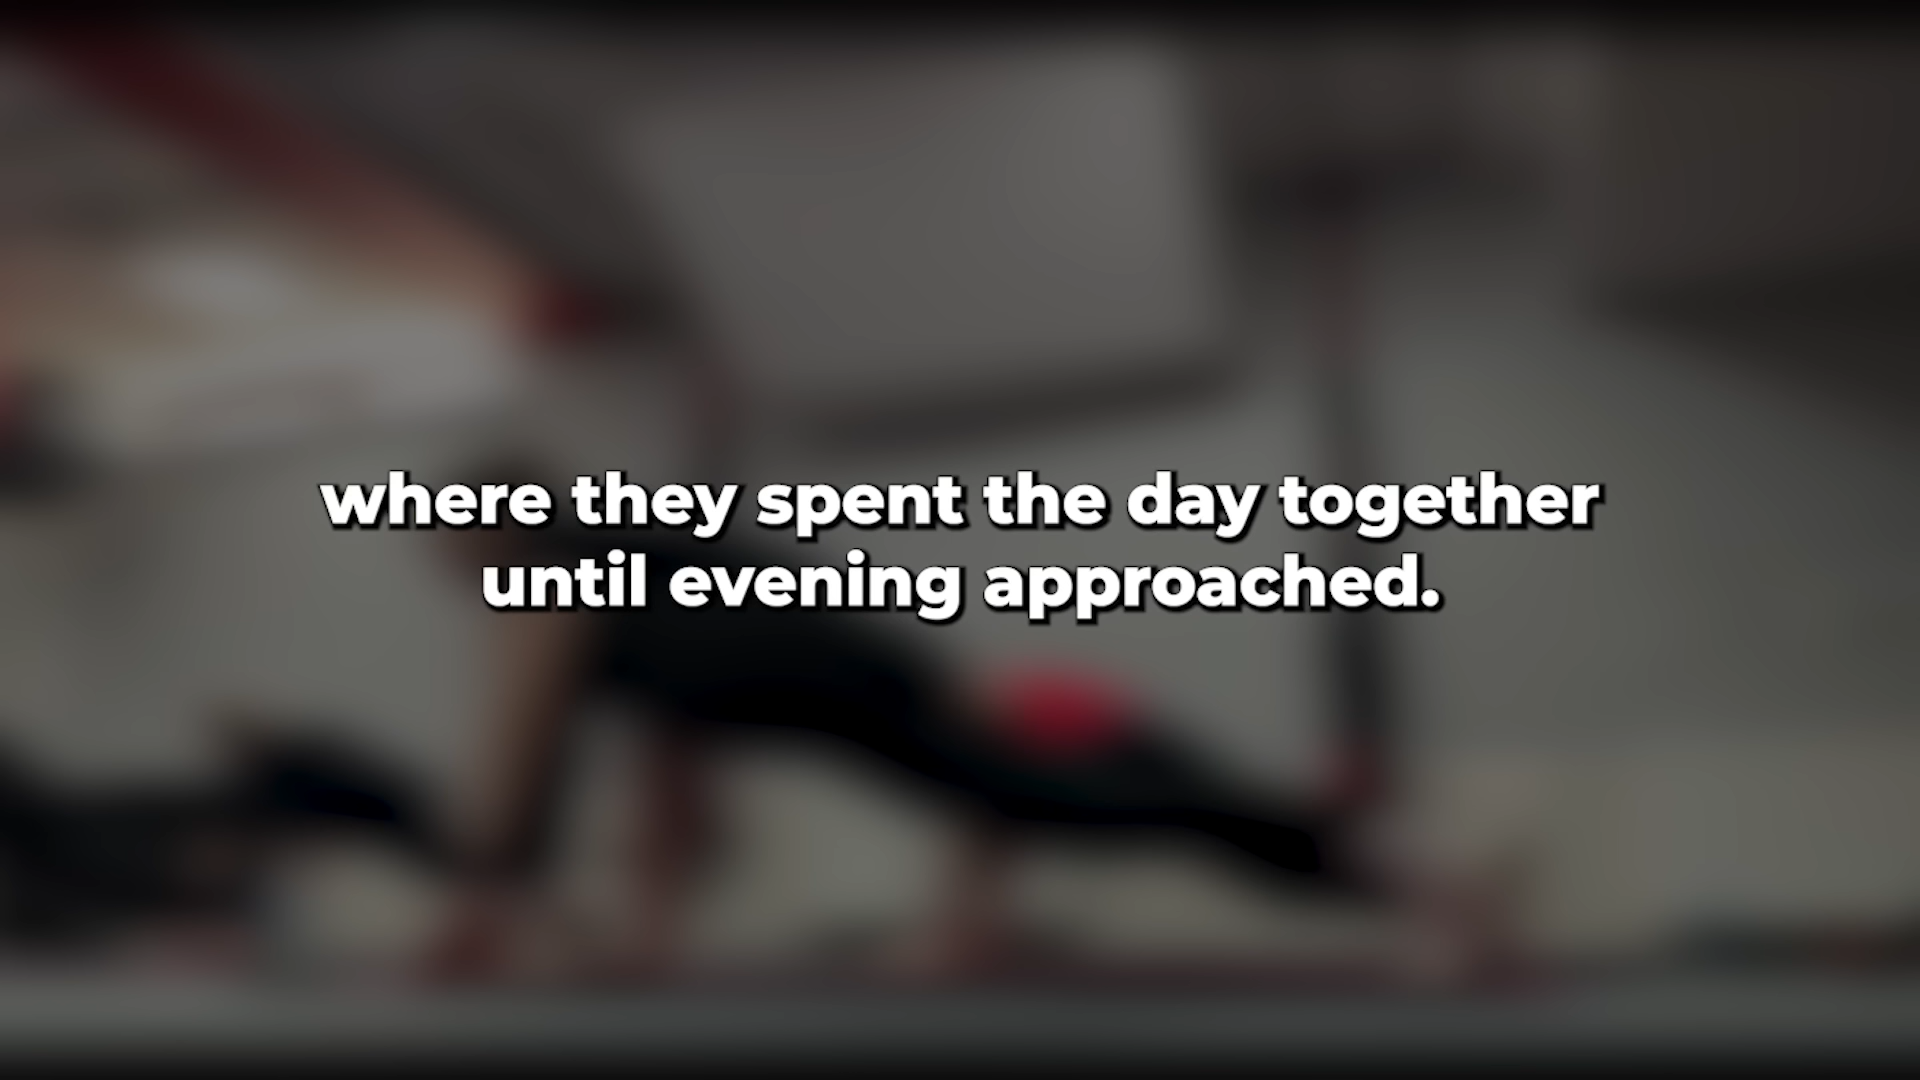 where they spent the day together
until evening approached.